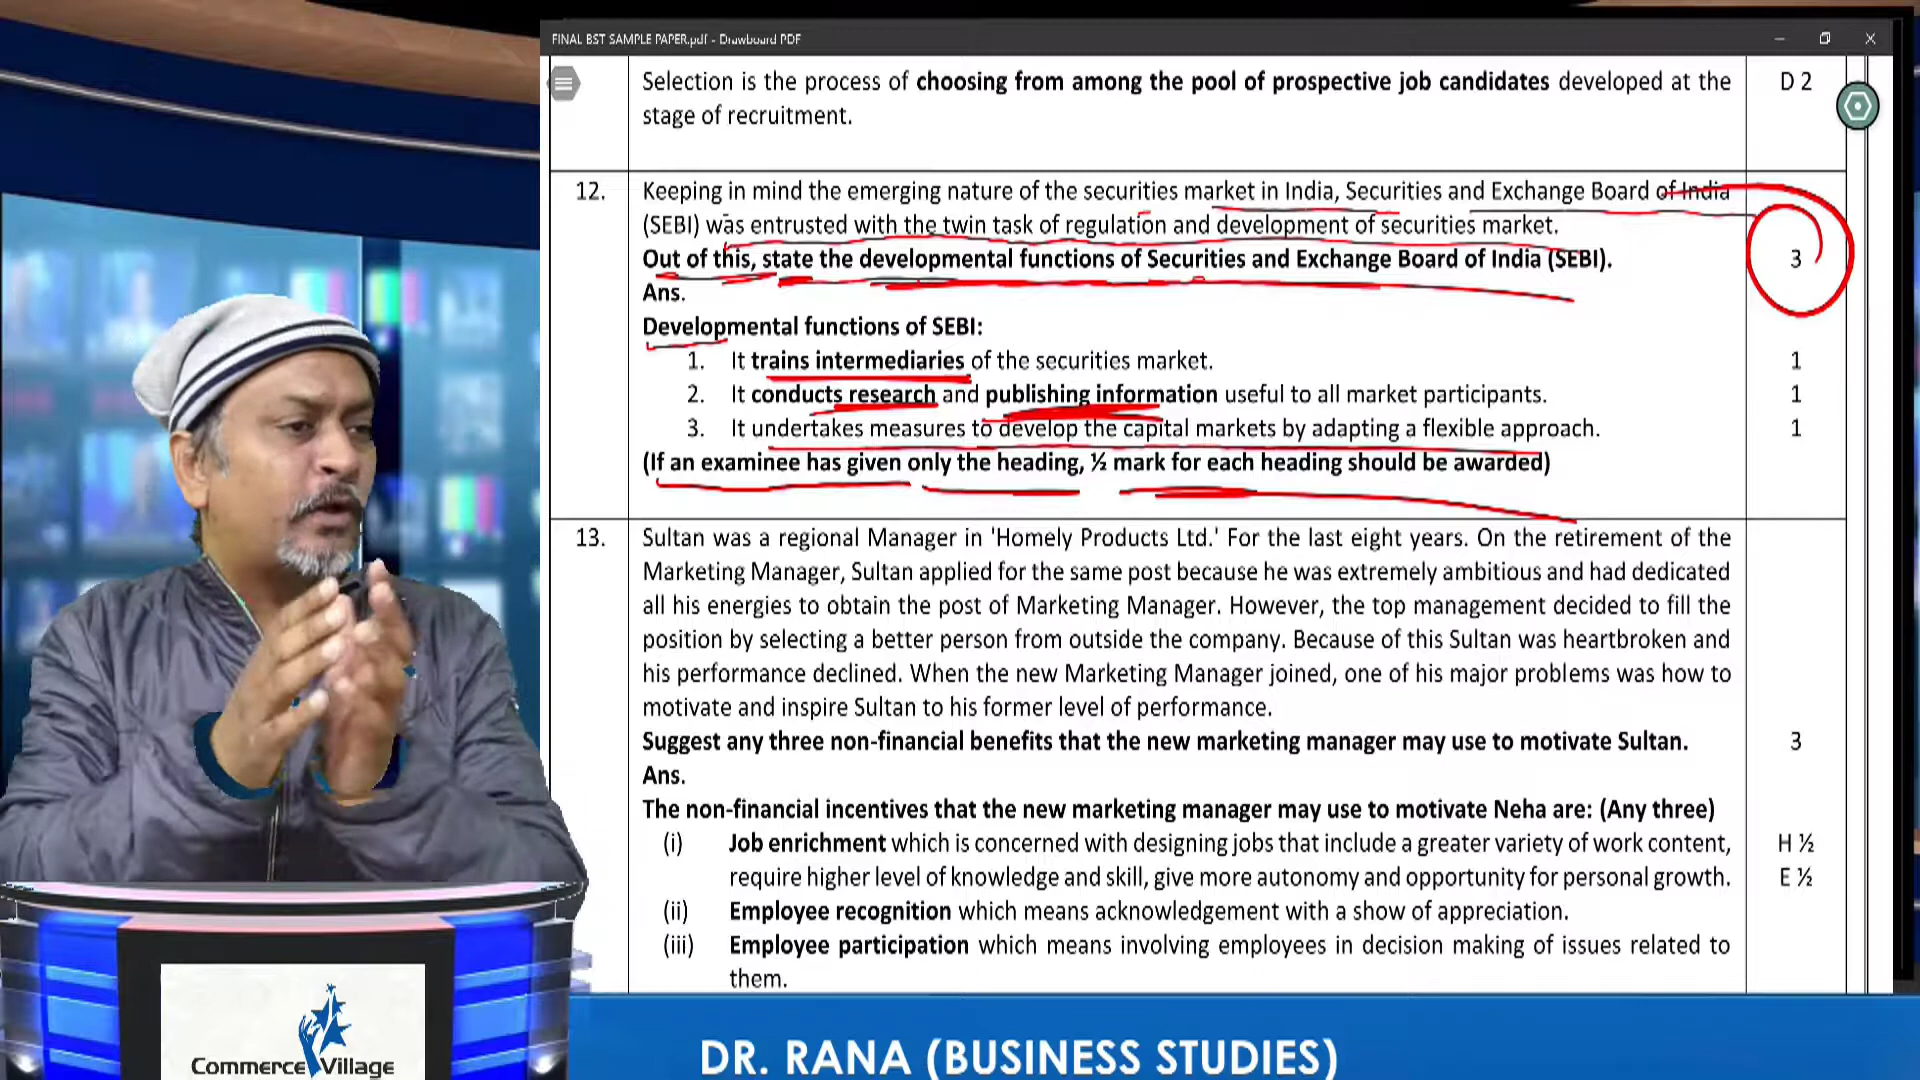 FINAL BST SAMPLE PAPER.pdf - Drawboard PDF
Selection is the process of choosing from among the pool of prospective job candidates developed at the D 2
stage of recruitment.
12. Keeping in mind the emerging nature of the securities market in India, Securities and Exchange Board of India
(SEBI) was entrusted with the twin task of regulation and development of securities market.
Out of this, state the developmental functions of Securities and Exchange Board of India (SEBI). 3
Ans.
Developmental functions of SEBI:
1. It trains intermediaries of the securities market. 1
2. It conducts research and publishing information useful to all market participants. 1
3. It undertakes measures to develop the capital markets by adapting a flexible approach. 1
(If an examinee has given only the heading, ½ mark for each heading should be awarded)
13. Sultan was a regional Manager in 'Homely Products Ltd.' For the last eight years. On the retirement of the
Marketing Manager, Sultan applied for the same post because he was extremely ambitious and had dedicated
all his energies to obtain the post of Marketing Manager. However, the top management decided to fill the
position by selecting a better person from outside the company. Because of this Sultan was heartbroken and
his performance declined. When the new Marketing Manager joined, one of his major problems was how to
motivate and inspire Sultan to his former level of performance.
Suggest any three non-financial benefits that the new marketing manager may use to motivate Sultan. 3
Ans.
The non-financial incentives that the new marketing manager may use to motivate Neha are: (Any three)
(i) Job enrichment which is concerned with designing jobs that include a greater variety of work content, H ½
require higher level of knowledge and skill, give more autonomy and opportunity for personal growth. E ½
(ii) Employee recognition which means acknowledgement with a show of appreciation.
(iii) Employee participation which means involving employees in decision making of issues related to
them.
Commerce Village
DR. RANA (BUSINESS STUDIES)